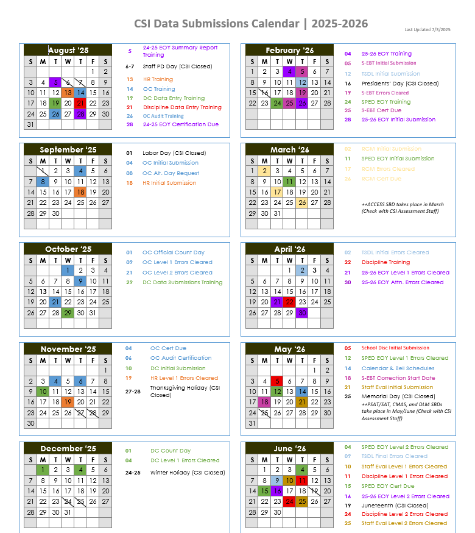 CSI Data Submissions Calendar | 2025-2026
Last Updated 7/3/2025
August '25
S M T W T F S
1 2
3 4 5 6 7 8 9
10 11 12 13 14 15 16
17 18 19 20 21 22 23
24 25 26 27 28 29 30
31
5 24-25 EOY Summary Report Training
6-7 Staff PD Day (CSI Closed)
13 HR Training
14 OC Training
19 DC Data Entry Training
21 Discipline Data Entry Training
26 OC Audit Training
28 24-25 EOY Certification Due
February '26
S M T W T F S
1 2 3 4 5 6 7
8 9 10 11 12 13 14
15 16 17 18 19 20 21
22 23 24 25 26 27 28
04 25-26 EOY Training
05 S-EBT Initial Submission
12 TSDL Initial Submission
16 Presidents' Day (CSI Closed)
19 S-EBT Errors Cleared
24 SPED EOY Training
25 S-EBT Cert Due
26 25-26 EOY Initial Submission
September '25
S M T W T F S
1 2 3 4 5 6
7 8 9 10 11 12 13
14 15 16 17 18 19 20
21 22 23 24 25 26 27
28 29 30
01 Labor Day (CSI Closed)
04 OC Initial Submission
08 OC Alt. Day Request
18 HR Initial Submission
March '26
S M T W T F S
1 2 3 4 5 6 7
8 9 10 11 12 13 14
15 16 17 18 19 20 21
22 23 24 25 26 27 28
29 30 31
11 SPED EOY Initial Submission
**ACCESS SBD takes place in March
(Check with CSI Assessment Staff)
October '25
S M T W T F S
1 2 3 4
5 6 7 8 9 10 11
12 13 14 15 16 17 18
19 20 21 22 23 24 25
26 27 28 29 30 31
01 OC Official Count Day
09 OC Level 1 Errors Cleared
21 OC Level 2 Errors Cleared
29 DC Data Submissions Training
April '26
S M T W T F S
1 2 3 4
5 6 7 8 9 10 11
12 13 14 15 16 17 18
19 20 21 22 23 24 25
26 27 28 29 30
02 TSDL Initial Errors Cleared
22 Discipline Training
21 25-26 EOY Level 1 Errors Cleared
30 25-26 EOY Attn. Errors Cleared
November '25
S M T W T F S
1
2 3 4 5 6 7 8
9 10 11 12 13 14 15
16 17 18 19 20 21 22
23 24 25 26 27 28 29
30
04 OC Cert Due
06 OC Audit Certification
10 DC Initial Submission
19 HR Level 1 Errors Cleared
27-28 Thanksgiving Holiday (CSI Closed)
May '26
S M T W T F S
1 2
3 4 5 6 7 8 9
10 11 12 13 14 15 16
17 18 19 20 21 22 23
24 25 26 27 28 29 30
05 School Disc Initial Submission
12 SPED EOY Level 1 Errors Cleared
14 Calendar & Bell Schedules
18 S-EBT Correction Start Date
21 Staff Eval Initial Submission
25 Memorial Day (CSI Closed)
take place in May/June (Check with CSI
Assessment Staff)
December '25
S M T W T F S
1 2 3 4 5 6
7 8 9 10 11 12 13
14 15 16 17 18 19 20
21 22 23 24 25 26 27
28 29 30 31
01 DC Count Day
04 DC Level 1 Errors Cleared
24-25 Winter Holiday (CSI Closed)
June '26
S M T W T F S
1 2 3 4 5 6
7 8 9 10 11 12 13
14 15 16 17 18 19 20
21 22 23 24 25 26 27
28 29 30
04 SPED EOY Level 2 Errors Cleared
09 TSDL Final Errors Cleared
10 Staff Eval Level 1 Errors Cleared
11 Discipline Level 1 Errors Cleared
15 SPED EOY Cert Due
16 25-26 EOY Level 2 Errors Cleared
19 Juneteenth (CSI Closed)
24 Discipline Level 2 Errors Cleared
25 Staff Eval Level 2 Errors Cleared